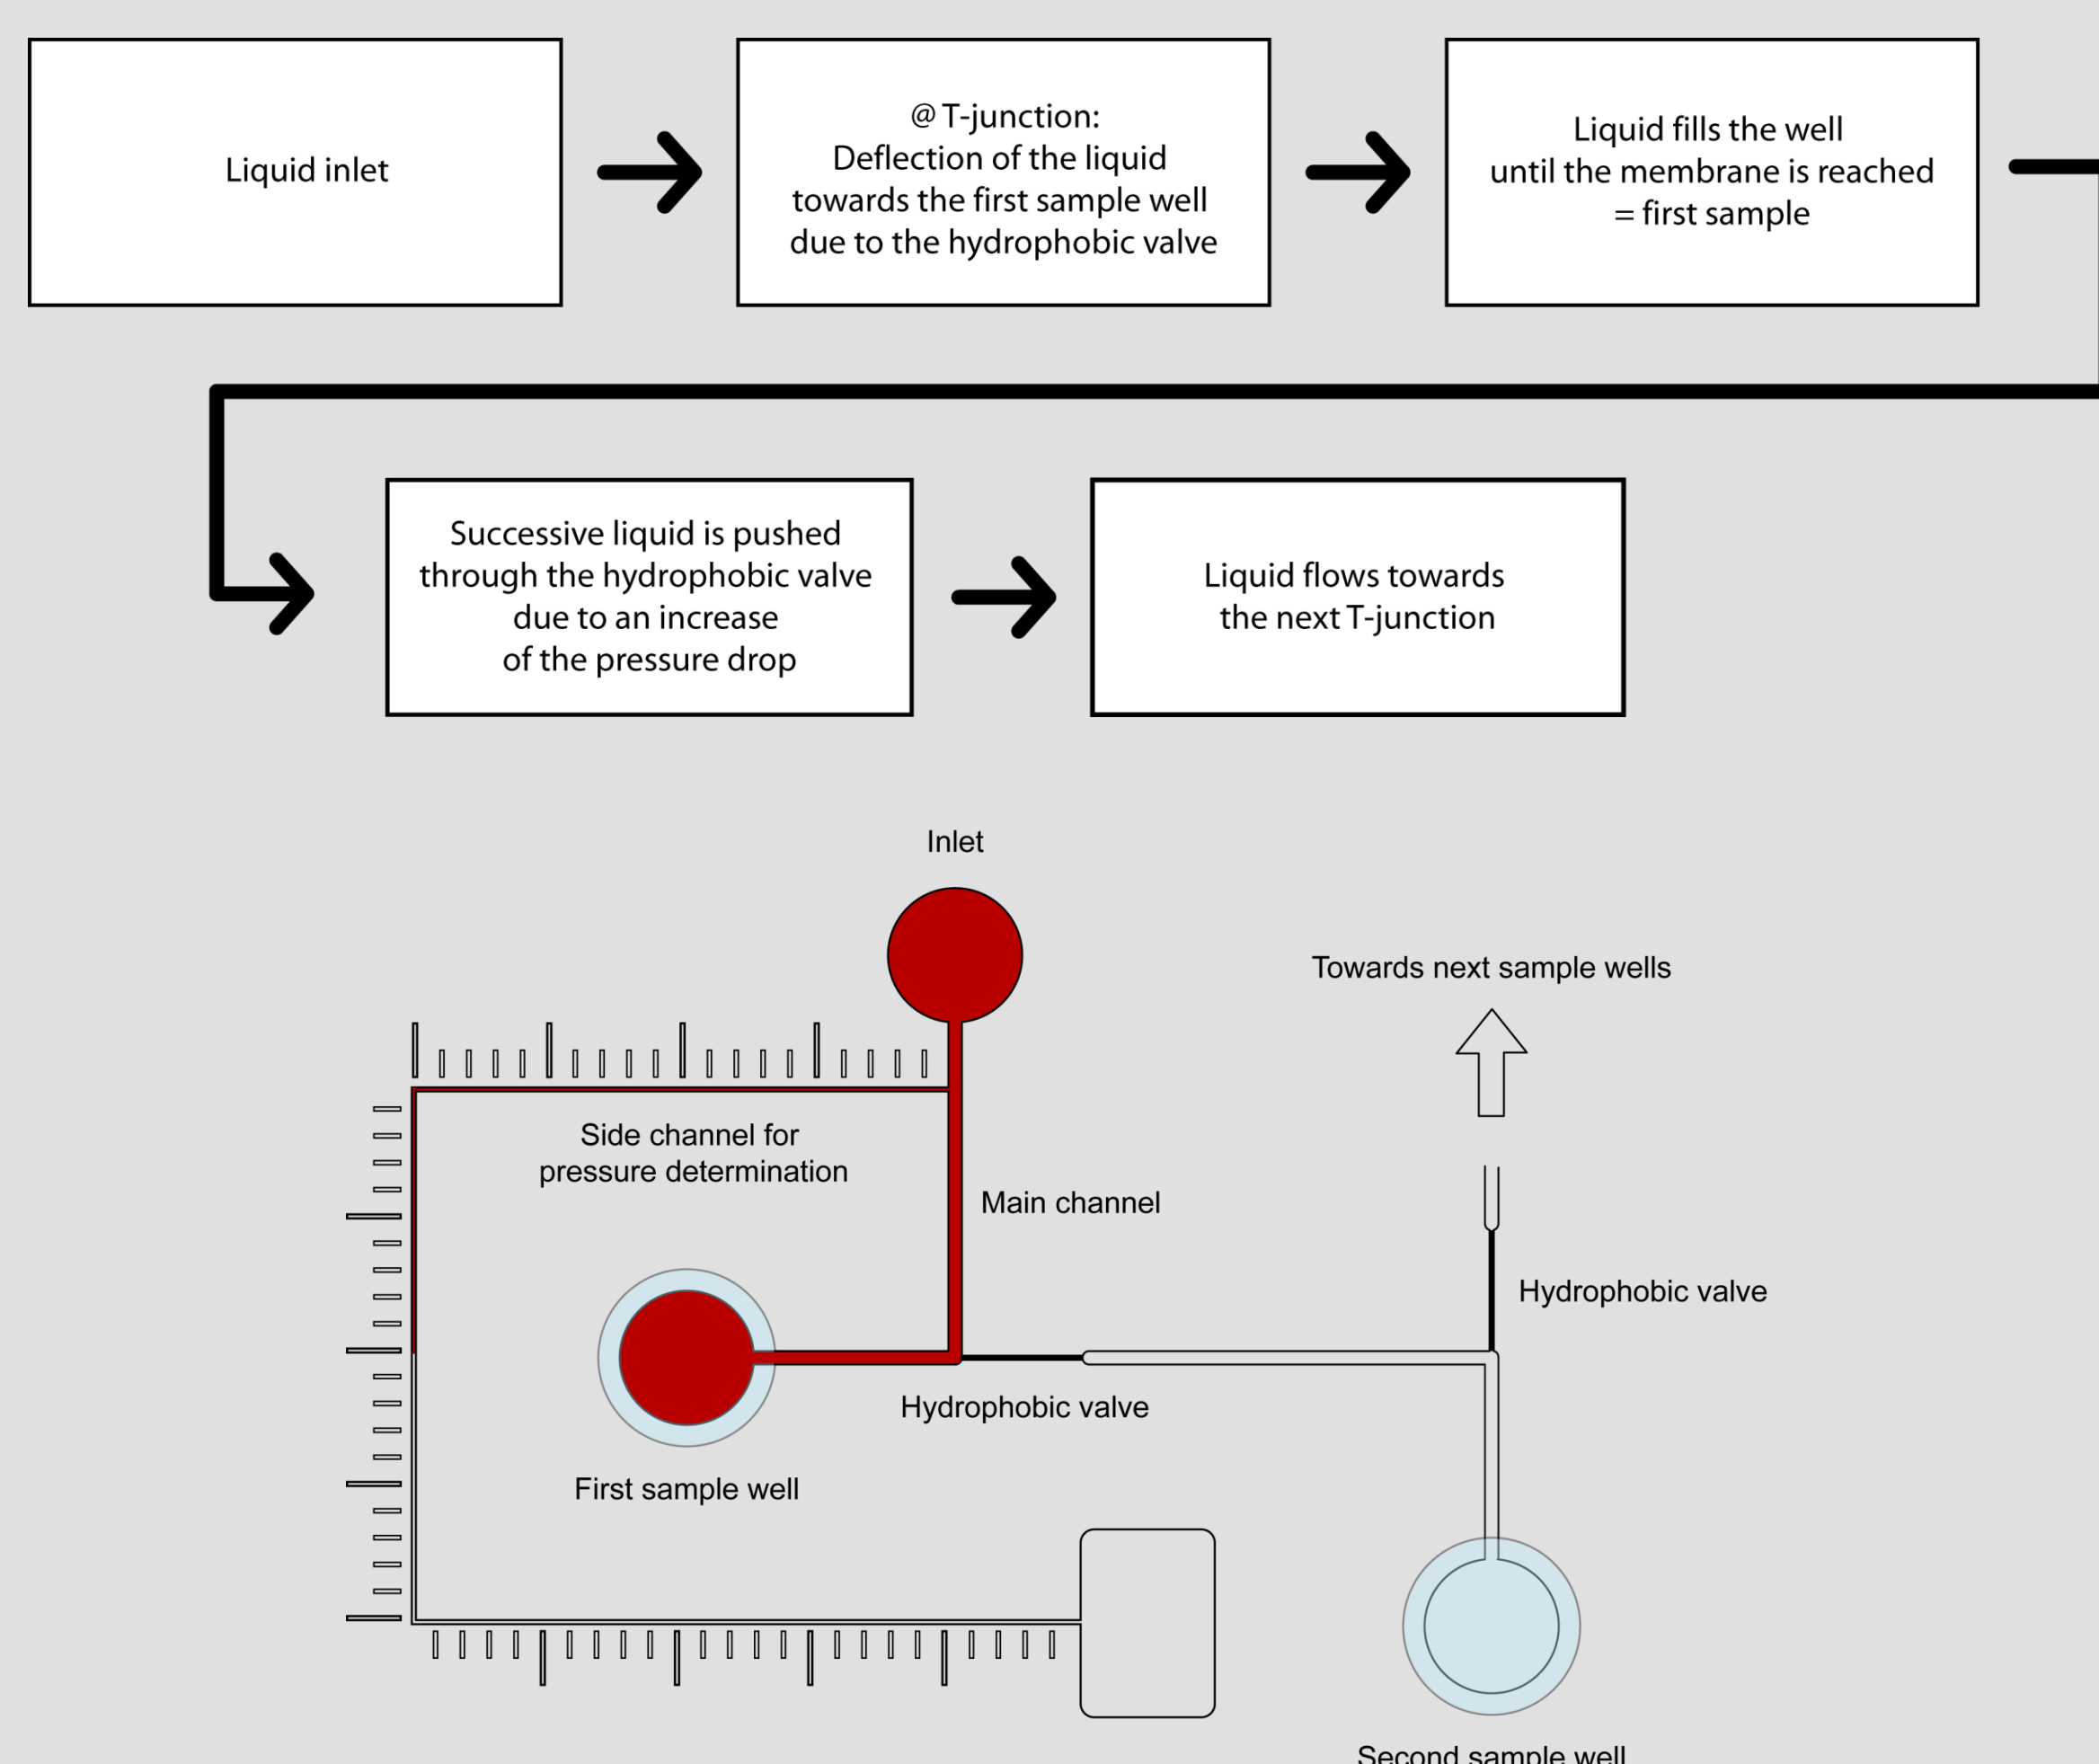 Liquid inlet
@ T-junction:
Deflection of the liquid
towards the first sample well
due to the hydrophobic valve
Liquid fills the well
until the membrane is reached
= first sample
Successive liquid is pushed
through the hydrophobic valve
due to an increase
of the pressure drop
Liquid flows towards
the next T-junction
Inlet
Towards next sample wells
Side channel for
pressure determination
Main channel
Hydrophobic valve
Hydrophobic valve
First sample well
Second sample well